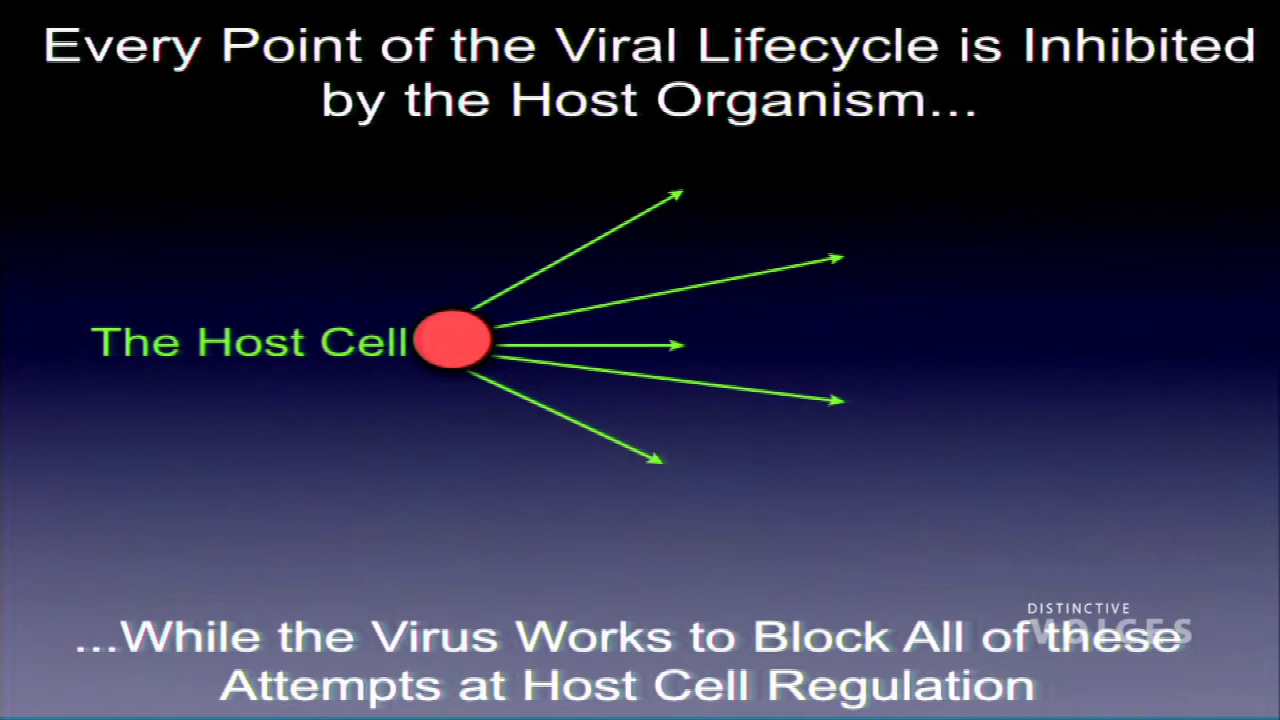 Every Point of the Viral Lifecycle is Inhibited
by the Host Organism...
The Host Cell
DISTINCTIVE
VOICES
...While the Virus Works to Block All of these
Attempts at Host Cell Regulation